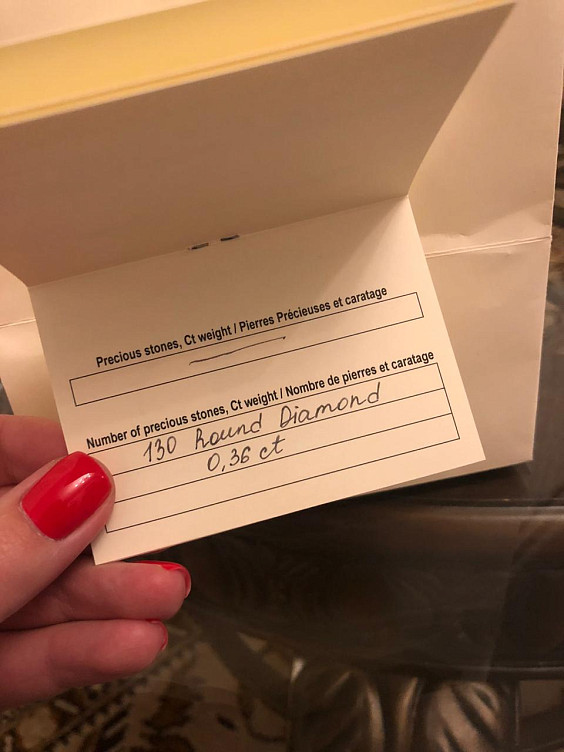 Precious stones, Ct weight / Pierres Précieuses et caratage
Number of precious stones, Ct weight / Nombre de pierres et caratage
130 Round Diamond
0,36 ct